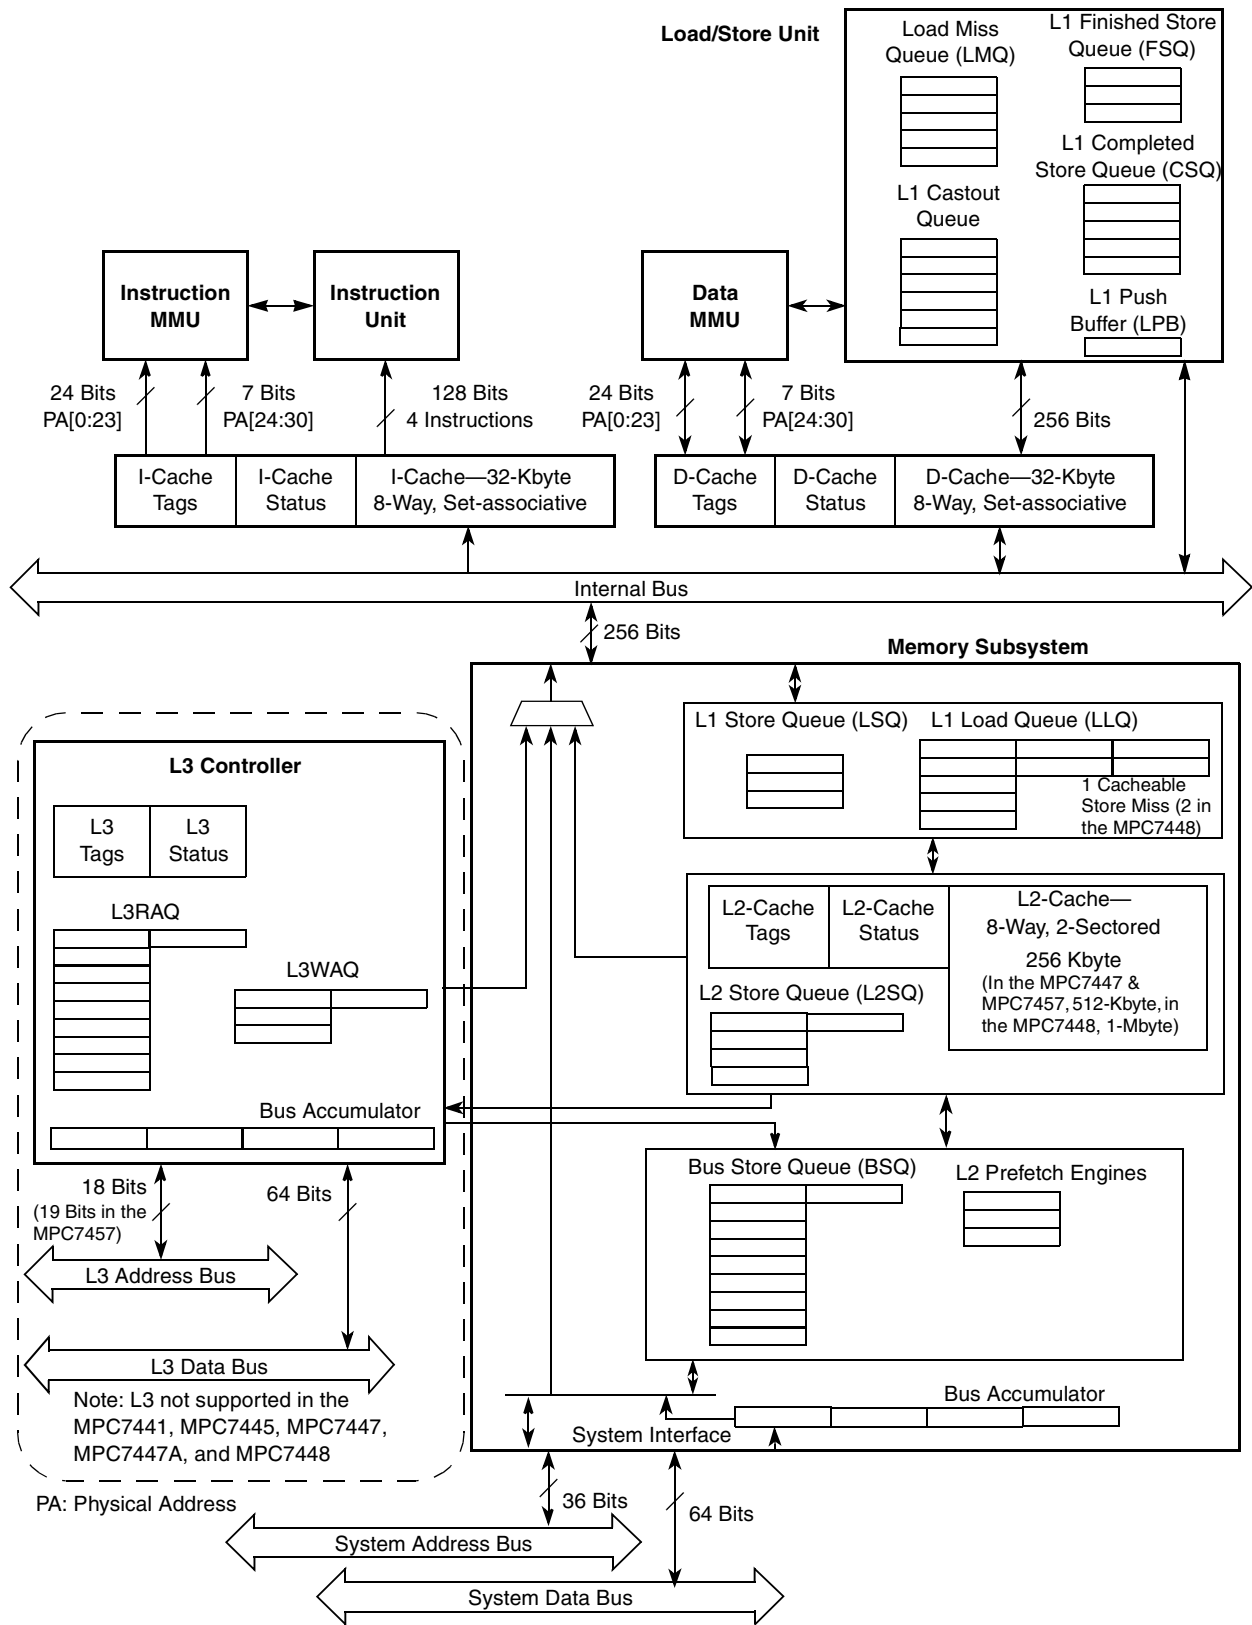 Load/Store Unit
Load Miss
Queue (LMQ)
L1 Finished Store
Queue (FSQ)
L1 Completed
Store Queue (CSQ)
L1 Castout
Queue
L1 Push
Buffer (LPB)
Instruction
MMU
Instruction
Unit
Data
MMU
24 Bits
PA[0:23]
7 Bits
PA[24:30]
128 Bits
4 Instructions
24 Bits
PA[0:23]
7 Bits
PA[24:30]
256 Bits
I-Cache
Tags
I-Cache
Status
I-Cache—32-Kbyte
8-Way, Set-associative
D-Cache
Tags
D-Cache
Status
D-Cache—32-Kbyte
8-Way, Set-associative
Internal Bus
256 Bits
Memory Subsystem
L1 Store Queue (LSQ)
L1 Load Queue (LLQ)
1 Cacheable
Store Miss (2 in
the MPC7448)
L3 Controller
L3
Tags
L3
Status
L3RAQ
L3WAQ
Bus Accumulator
L2-Cache
Tags
L2-Cache
Status
L2-Cache—
8-Way, 2-Sectored
256 Kbyte
(In the MPC7447 &
MPC7457, 512-Kbyte, in
the MPC7448, 1-Mbyte)
L2 Store Queue (L2SQ)
Bus Store Queue (BSQ)
L2 Prefetch Engines
18 Bits
(19 Bits in the
MPC7457)
64 Bits
L3 Address Bus
L3 Data Bus
Note: L3 not supported in the
MPC7441, MPC7445, MPC7447,
MPC7447A, and MPC7448
Bus Accumulator
System Interface
PA: Physical Address
36 Bits
64 Bits
System Address Bus
System Data Bus